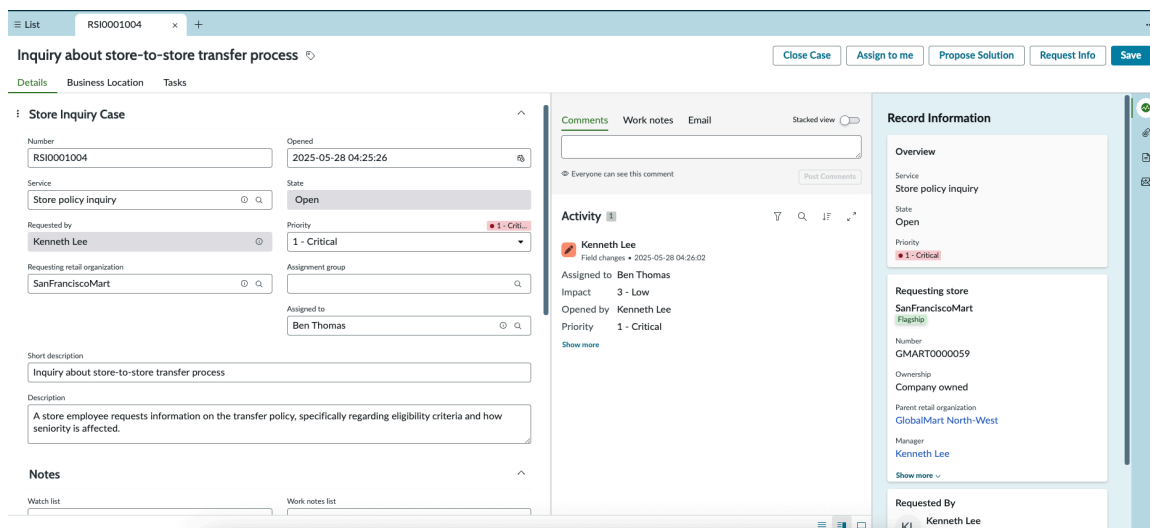 List
RSI0001004
Inquiry about store-to-store transfer process
Close Case
Assign to me
Propose Solution
Request Info
Save
Details
Business Location
Tasks
Store Inquiry Case
Number
RSI0001004
Opened
2025-05-28 04:25:26
Service
Store policy inquiry
State
Open
Requested by
Kenneth Lee
Priority
1 - Criti...
1 - Critical
Requesting retail organization
SanFranciscoMart
Assignment group
Assigned to
Ben Thomas
Short description
Inquiry about store-to-store transfer process
Description
A store employee requests information on the transfer policy, specifically regarding eligibility criteria and how
seniority is affected.
Notes
Watch list
Work notes list
Comments
Work notes
Email
Stacked view
Everyone can see this comment
Post Comments
Activity 1
Kenneth Lee
Field changes • 2025-05-28 04:26:02
Assigned to Ben Thomas
Impact 3 - Low
Opened by Kenneth Lee
Priority 1 - Critical
Show more
Record Information
Overview
Service
Store policy inquiry
State
Open
Priority
1 - Critical
Requesting store
SanFranciscoMart
Flagship
Number
GMART0000059
Ownership
Company owned
Parent retail organization
GlobalMart North-West
Manager
Kenneth Lee
Show more
Requested By
KL
Kenneth Lee